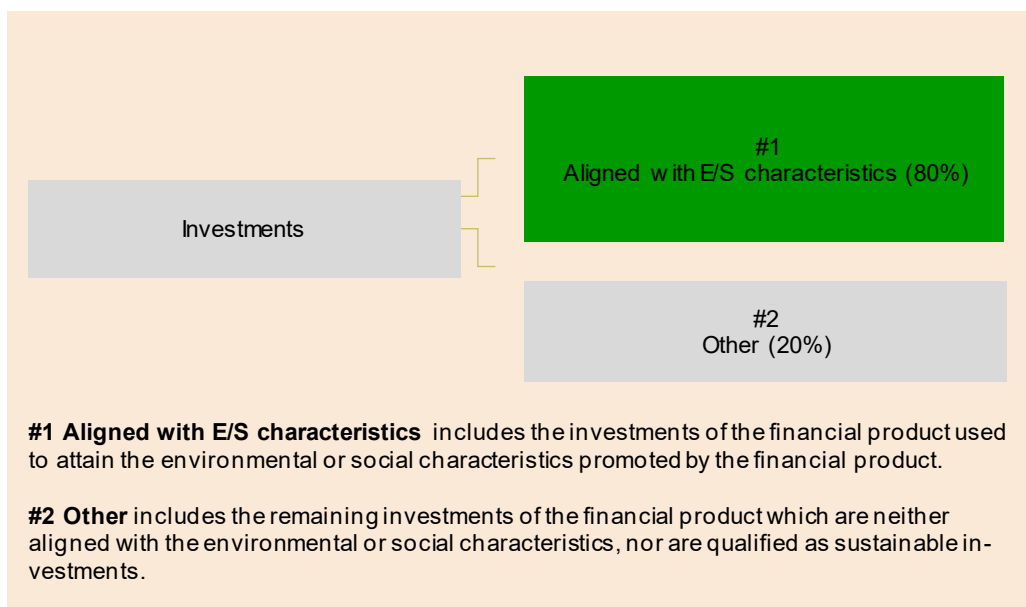 #1
Aligned with E/S characteristics (80%)
Investments
#2
Other (20%)
#1 Aligned with E/S characteristics includes the investments of the financial product used
to attain the environmental or social characteristics promoted by the financial product.
#2 Other includes the remaining investments of the financial product which are neither
aligned with the environmental or social characteristics, nor are qualified as sustainable in-
vestments.